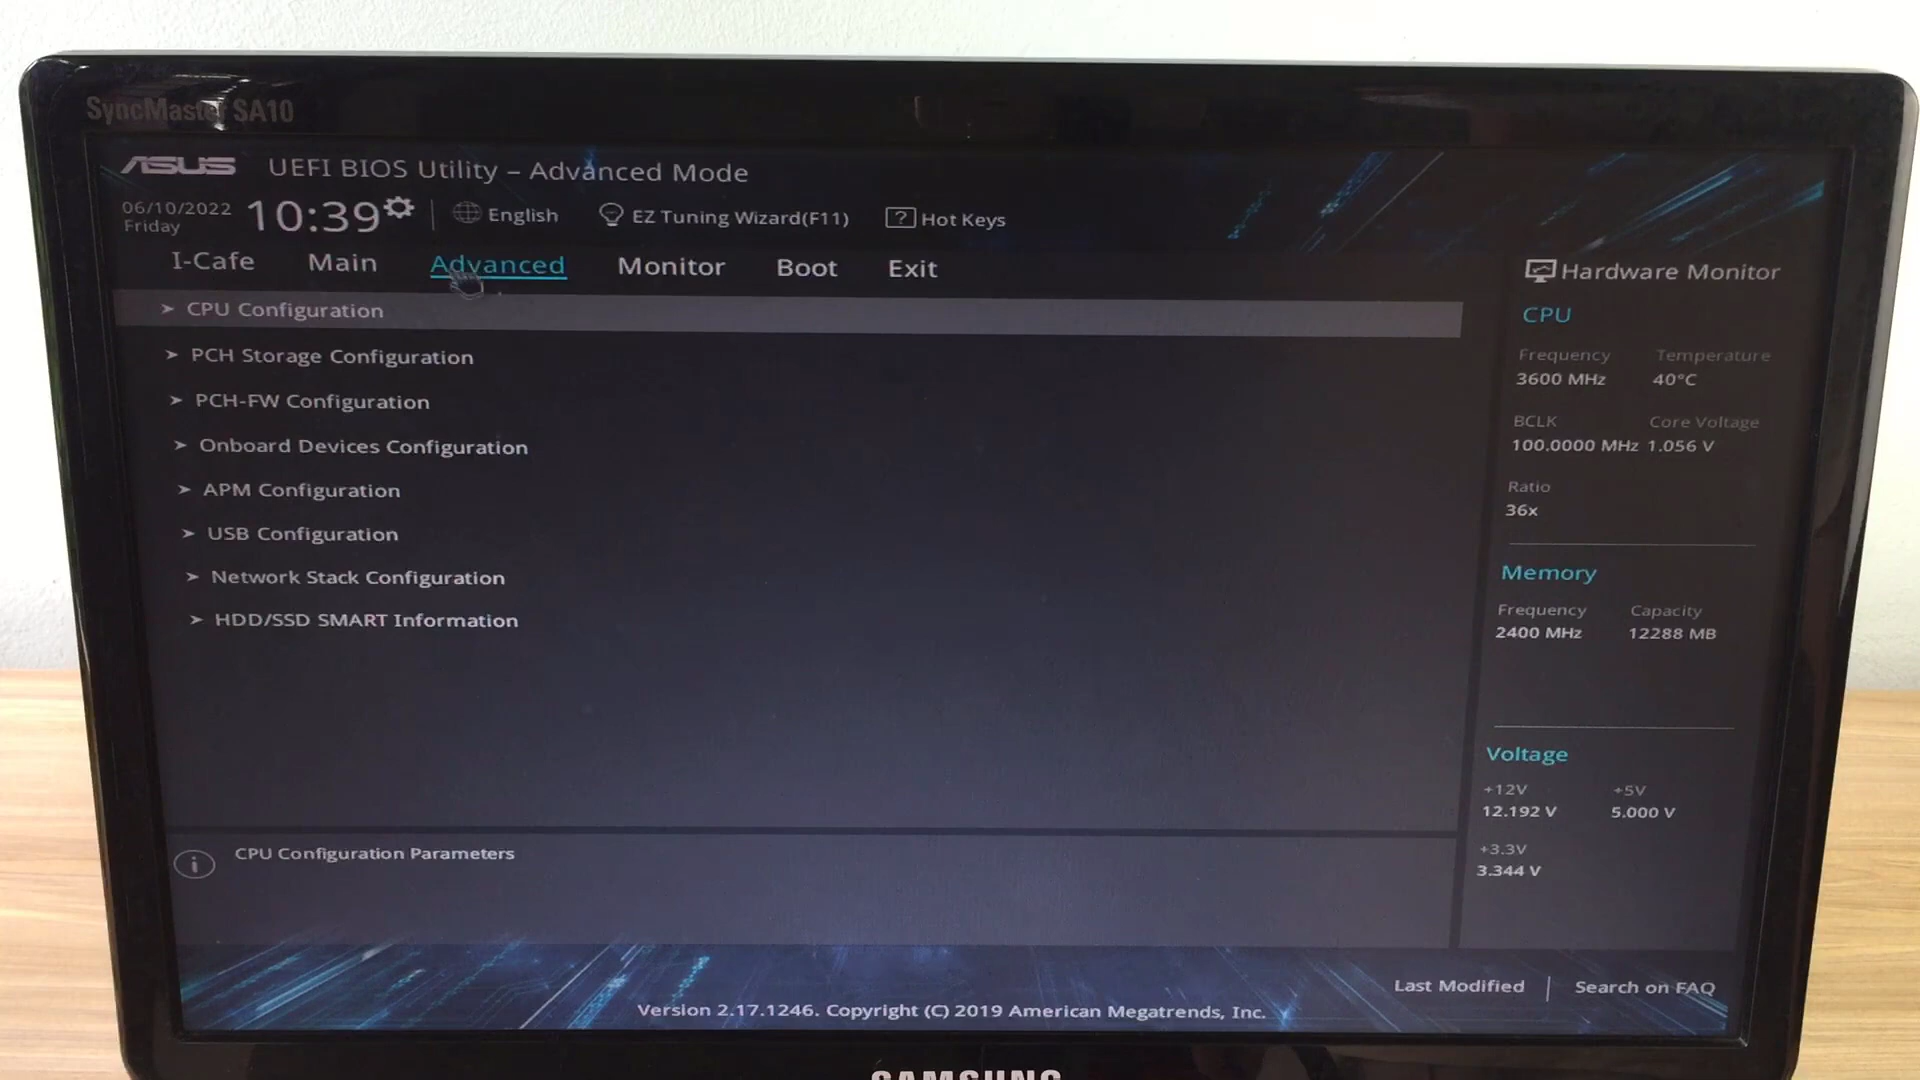 SyncMaster SA10
ASUS UEFI BIOS Utility – Advanced Mode
06/10/2022
Friday
10:39
English
EZ Tuning Wizard(F11)
? Hot Keys
I-Cafe Main Advanced Monitor Boot Exit
> CPU Configuration
> PCH Storage Configuration
> PCH-FW Configuration
> Onboard Devices Configuration
> APM Configuration
> USB Configuration
> Network Stack Configuration
> HDD/SSD SMART Information
i CPU Configuration Parameters
Hardware Monitor
CPU
Frequency Temperature
3600 MHz 40°C
BCLK Core Voltage
100.0000 MHz 1.056 V
Ratio
36x
Memory
Frequency Capacity
2400 MHz 12288 MB
Voltage
+12V +5V
12.192 V 5.000 V
+3.3V
3.344 V
Last Modified | Search on FAQ
Version 2.17.1246. Copyright (C) 2019 American Megatrends, Inc.
SAMSUNG